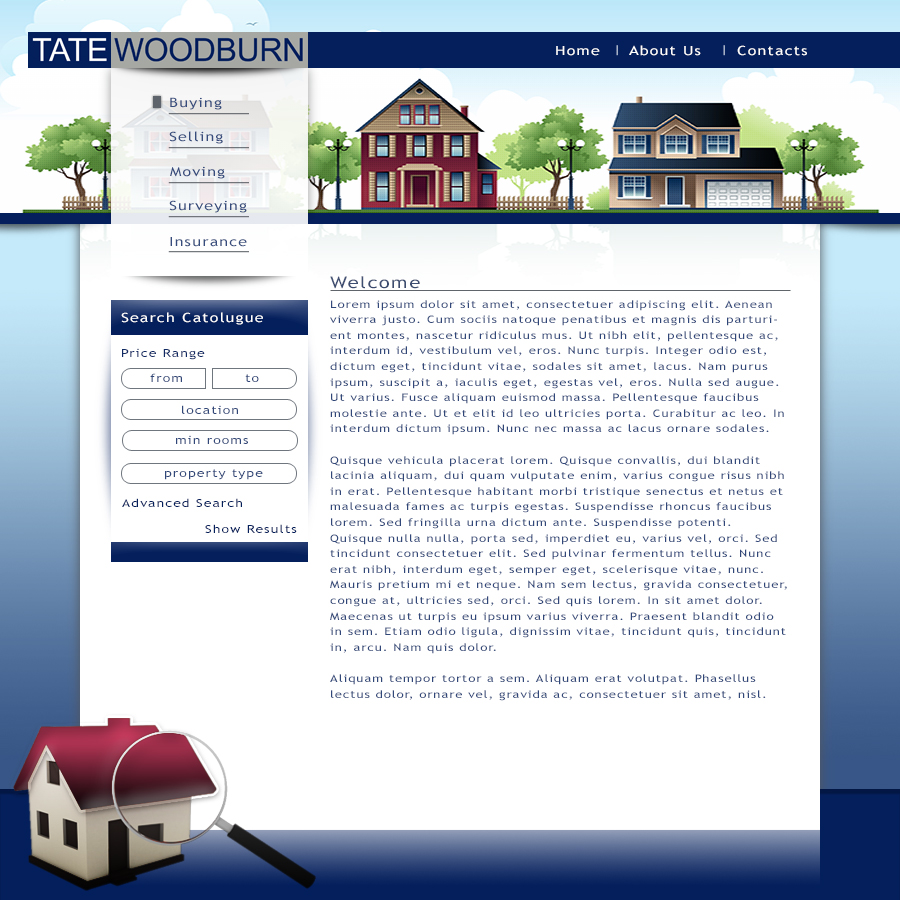 TATE WOODBURN
Home | About Us | Contacts
Buying
Selling
Moving
Surveying
Insurance
Search Catolugue
Price Range
from to
location
min rooms
property type
Advanced Search
Show Results
Welcome
Lorem ipsum dolor sit amet, consectetuer adipiscing elit. Aenean
viverra justo. Cum sociis natoque penatibus et magnis dis parturi-
ent montes, nascetur ridiculus mus. Ut nibh elit, pellentesque ac,
interdum id, vestibulum vel, eros. Nunc turpis. Integer odio est,
dictum eget, tincidunt vitae, sodales sit amet, lacus. Nam purus
ipsum, suscipit a, iaculis eget, egestas vel, eros. Nulla sed augue.
Ut varius. Fusce aliquam euismod massa. Pellentesque faucibus
molestie ante. Ut et elit id leo ultricies porta. Curabitur ac leo. In
interdum dictum ipsum. Nunc nec massa ac lacus ornare sodales.
Quisque vehicula placerat lorem. Quisque convallis, dui blandit
lacinia aliquam, dui quam vulputate enim, varius congue risus nibh
in erat. Pellentesque habitant morbi tristique senectus et netus et
malesuada fames ac turpis egestas. Suspendisse rhoncus faucibus
lorem. Sed fringilla urna dictum ante. Suspendisse potenti.
Quisque nulla nulla, porta sed, imperdiet eu, varius vel, orci. Sed
tincidunt consectetuer elit. Sed pulvinar fermentum tellus. Nunc
erat nibh, interdum eget, semper eget, scelerisque vitae, nunc.
Mauris pretium mi et neque. Nam sem lectus, gravida consectetuer,
congue at, ultricies sed, orci. Sed quis lorem. In sit amet dolor.
Maecenas ut turpis eu ipsum varius viverra. Praesent blandit odio
in sem. Etiam odio ligula, dignissim vitae, tincidunt quis, tincidunt
in, arcu. Nam quis dolor.
Aliquam tempor tortor a sem. Aliquam erat volutpat. Phasellus
lectus dolor, ornare vel, gravida ac, consectetuer sit amet, nisl.